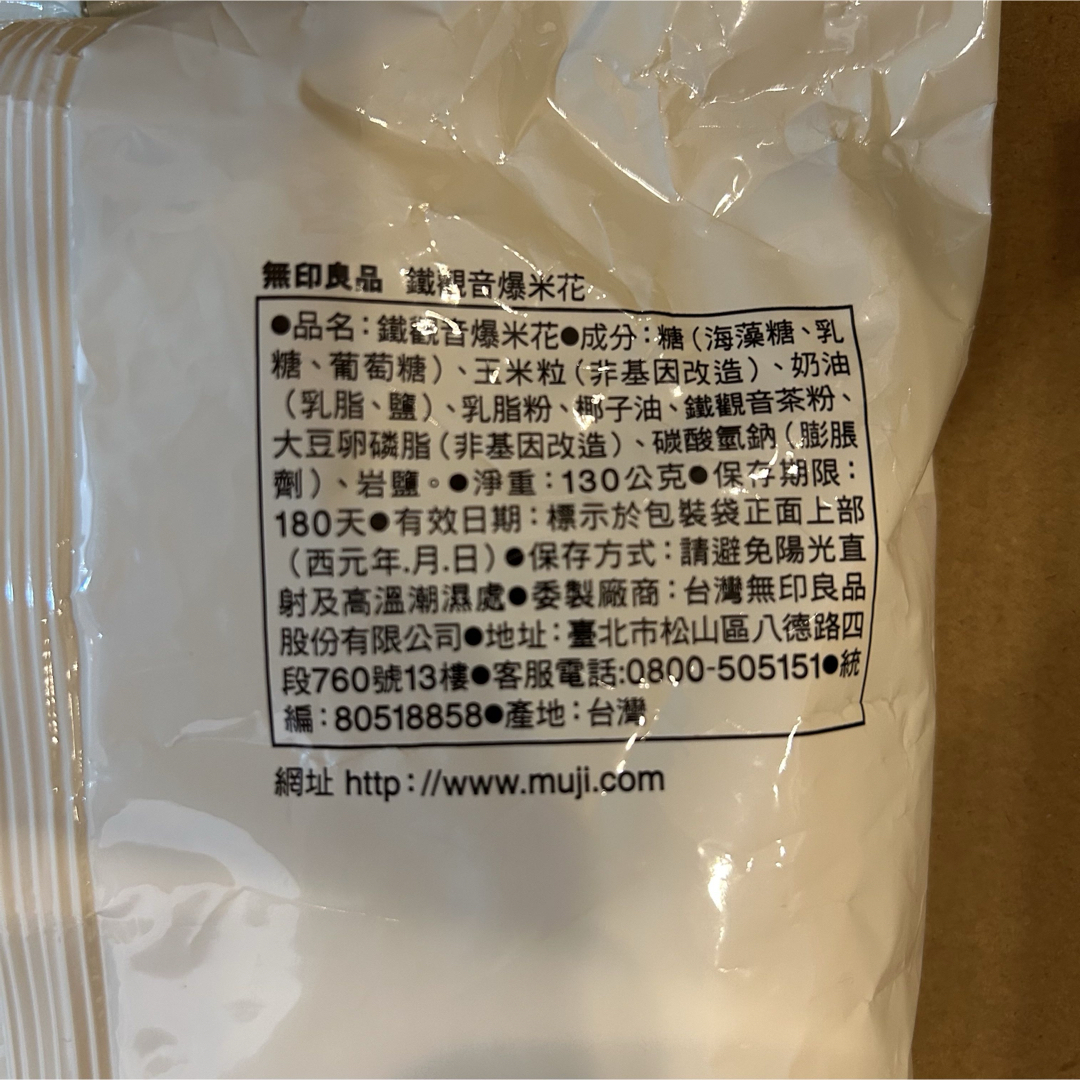 無印良品 鐵觀音爆米花
●品名：鐵觀音爆米花●成分：糖（海藻糖、乳
糖、葡萄糖）、玉米粒（非基因改造）、奶油
（乳脂、鹽）、乳脂粉、椰子油、鐵觀音茶粉、
大豆卵磷脂（非基因改造）、碳酸氫鈉（膨脹
劑）、岩鹽。●淨重：130公克●保存期限：
180天●有效日期：標示於包裝袋正面上部
（西元年.月.日）●保存方式：請避免陽光直
射及高溫潮濕處●委製廠商：台灣無印良品
股份有限公司●地址：臺北市松山區八德路四
段760號13樓●客服電話:0800-505151●統
編：80518858●產地：台灣
網址 http://www.muji.com